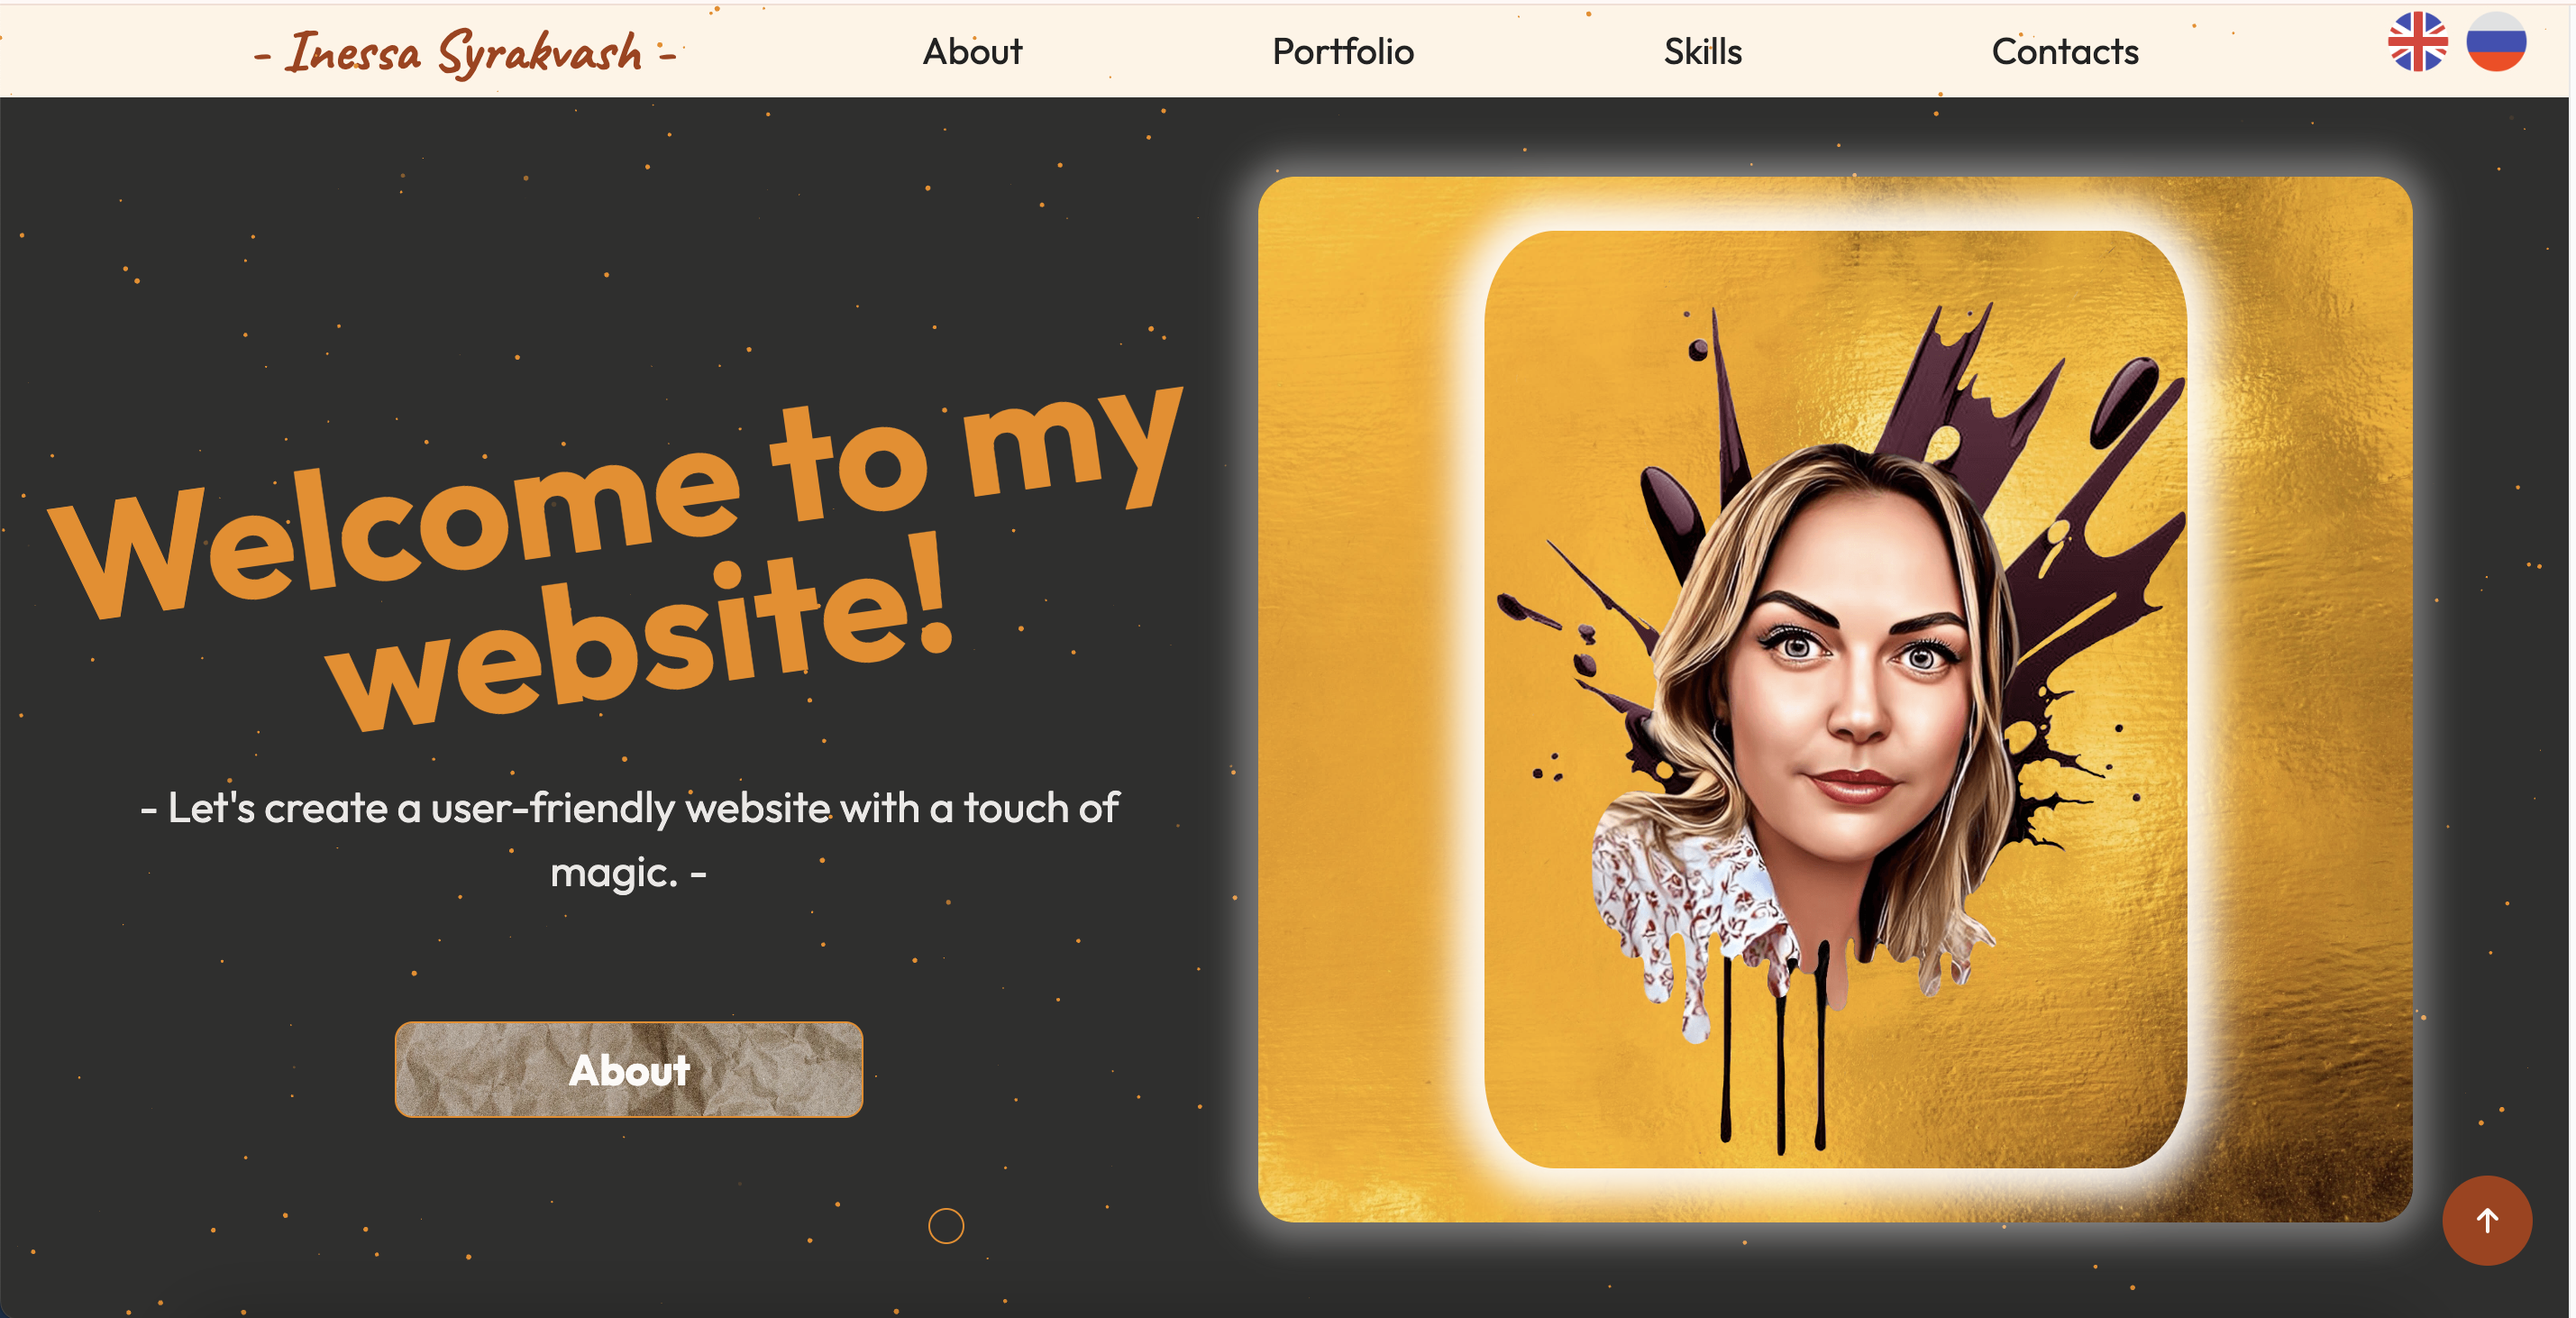 - Inessa Syrakvash -
About
Portfolio
Skills
Contacts
Welcome to my
website!
- Let's create a user-friendly website with a touch of
magic. -
About